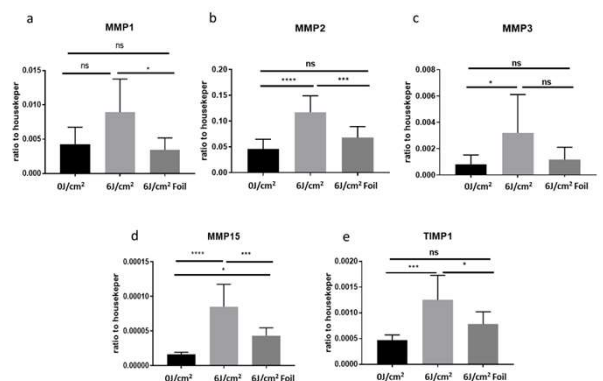 a
MMP1
ns
ns
*
ratio to housekeeper
0.015
0.010
0.005
0.000
0J/cm²
6J/cm²
6J/cm² Foil
b
MMP2
ns
****
***
ratio to housekeeper
0.20
0.15
0.10
0.05
0.00
0J/cm²
6J/cm²
6J/cm² Foil
c
MMP3
ns
*
ns
ratio to housekeeper
0.008
0.006
0.004
0.002
0.000
0J/cm²
6J/cm²
6J/cm² Foil
d
MMP15
****
***
*
ratio to housekeeper
0.00015
0.00010
0.00005
0.00000
0J/cm²
6J/cm²
6J/cm² Foil
e
TIMP1
ns
***
*
ratio to housekeeper
0.0020
0.0015
0.0010
0.0005
0.0000
0J/cm²
6J/cm²
6J/cm² Foil